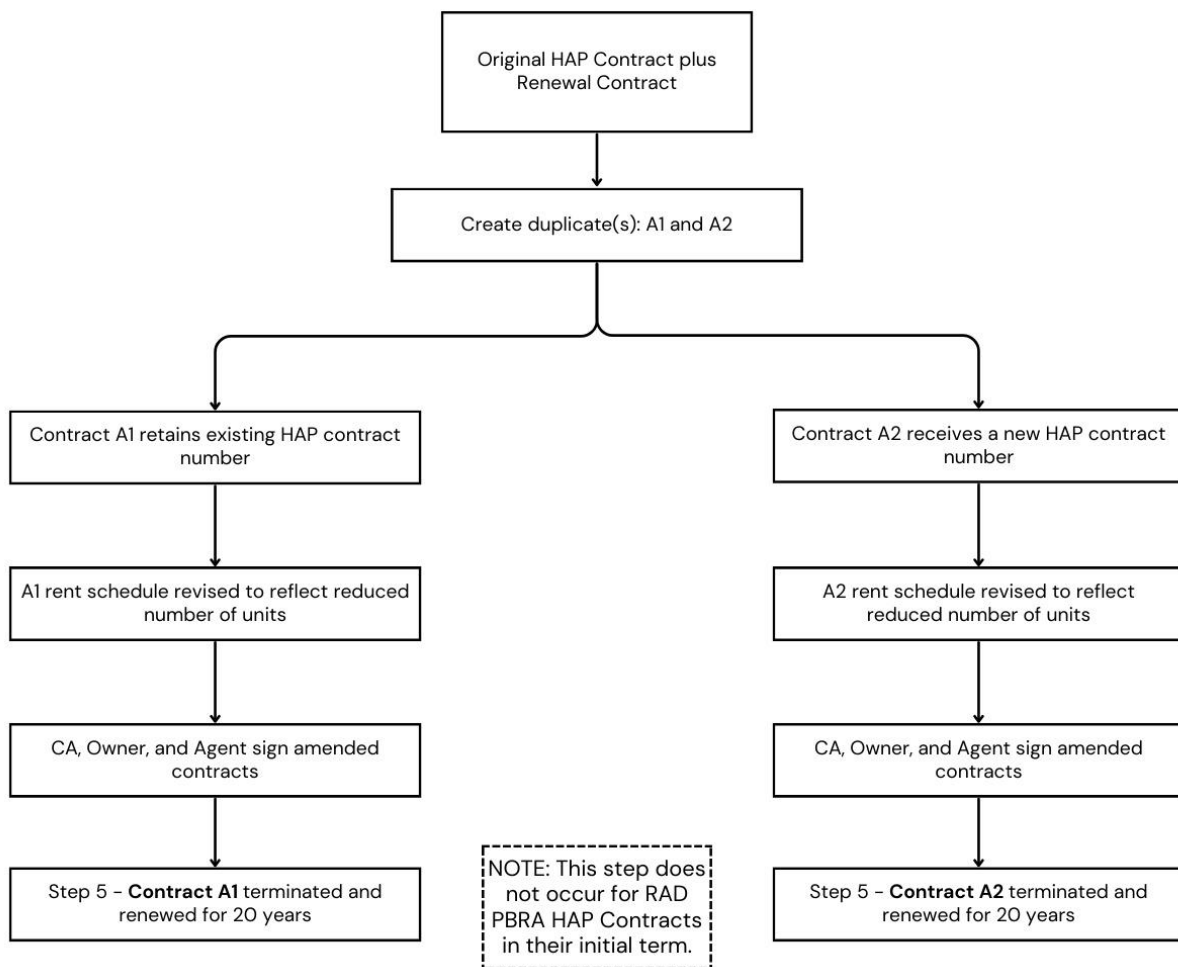 Original HAP Contract plus
Renewal Contract
Create duplicate(s): A1 and A2
Contract A1 retains existing HAP contract
number
A1 rent schedule revised to reflect reduced
number of units
CA, Owner, and Agent sign amended
contracts
Step 5 - Contract A1 terminated and
renewed for 20 years
Contract A2 receives a new HAP contract
number
A2 rent schedule revised to reflect
reduced number of units
CA, Owner, and Agent sign amended
contracts
Step 5 - Contract A2 terminated and
renewed for 20 years
NOTE: This step does
not occur for RAD
PBRA HAP Contracts
in their initial term.